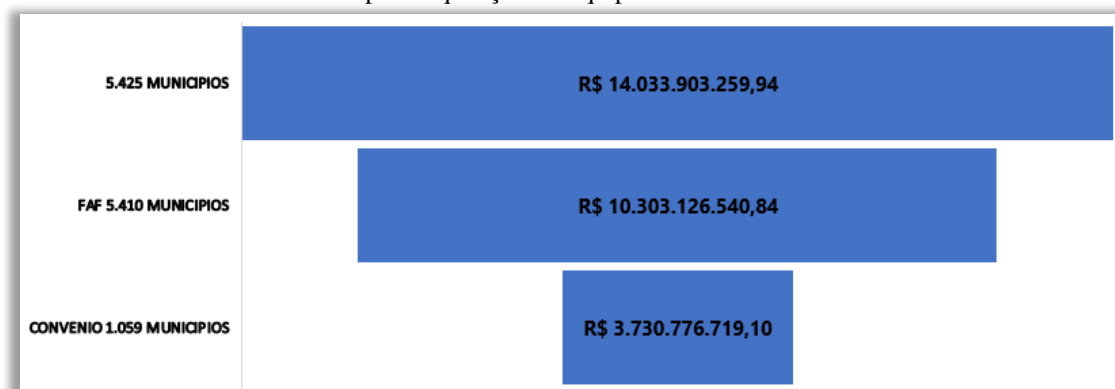 5.425 MUNICIPIOS
R$ 14.033.903.259,94
FAF 5.410 MUNICIPIOS
R$ 10.303.126.540,84
CONVENIO 1.059 MUNICIPIOS
R$ 3.730.776.719,10